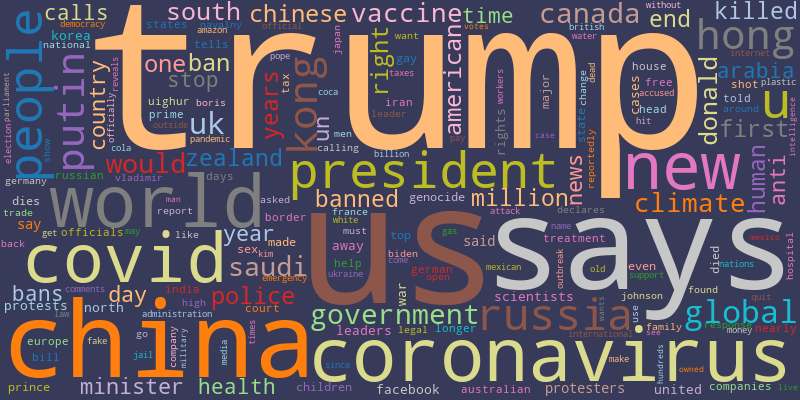 trump
calls
south
chinese
vaccine
time
canada
end
killed
democracy
states
navalny
amazon
official
korea
national
tells
japan
want
votes
british
water
without
hong
internet
people
putin
country
one
ban
stop
uighur
boris
prime
outside
uk
pandemic
years
kong
tax
pope
coca
un
men
calling
billion
right
gay
taxes
iran
leader
americans
pay
rights
workers
case
major
state
change
dead
reportedly
house
cases
free
accused
head
hit
donald
shot
told
around
arabia
plastic
u
first
intelligence
parliament
election
show
officially
reveals
cola
would
zealand
president
new
news
human
anti
russian
vladimir
days
germany
dies
trade
say
world
man
report
asked
border
banned
genocide
million
declares
climate
france
white
must
attack
name
us
says
back
get
officials
may
like
year
made
sex
kim
emergency
away
help
ukraine
top
biden
come
gas
said
german
open
war
mexican
treatment
outbreak
old
even
support
died
nations
mexico
hospital
covid
saudi
bans
comments
day
india
police
protests
law
north
high
court
administration
scientists
johnson
found
quit
government
russia
wants
use
global
response
money
nearly
china
europe
bill
fake
go
jail
company
military
media
times
leaders
legal
longer
international
family
see
coronavirus
since
make
hundreds
owned
prince
minister
health
children
facebook
australian
protesters
united
companies
live